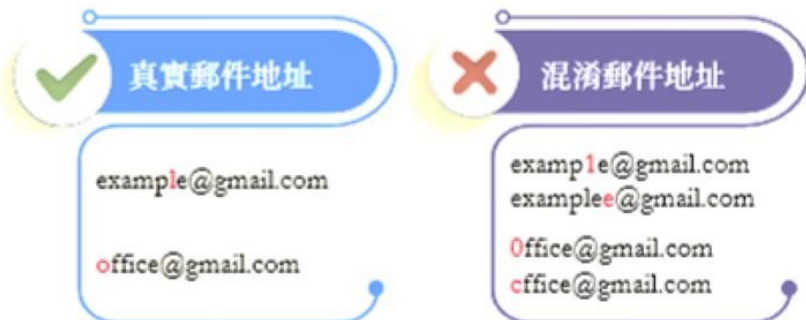 真實郵件地址
example@gmail.com
office@gmail.com
混淆郵件地址
examp1e@gmail.com
examplee@gmail.com
0ffice@gmail.com
cffice@gmail.com